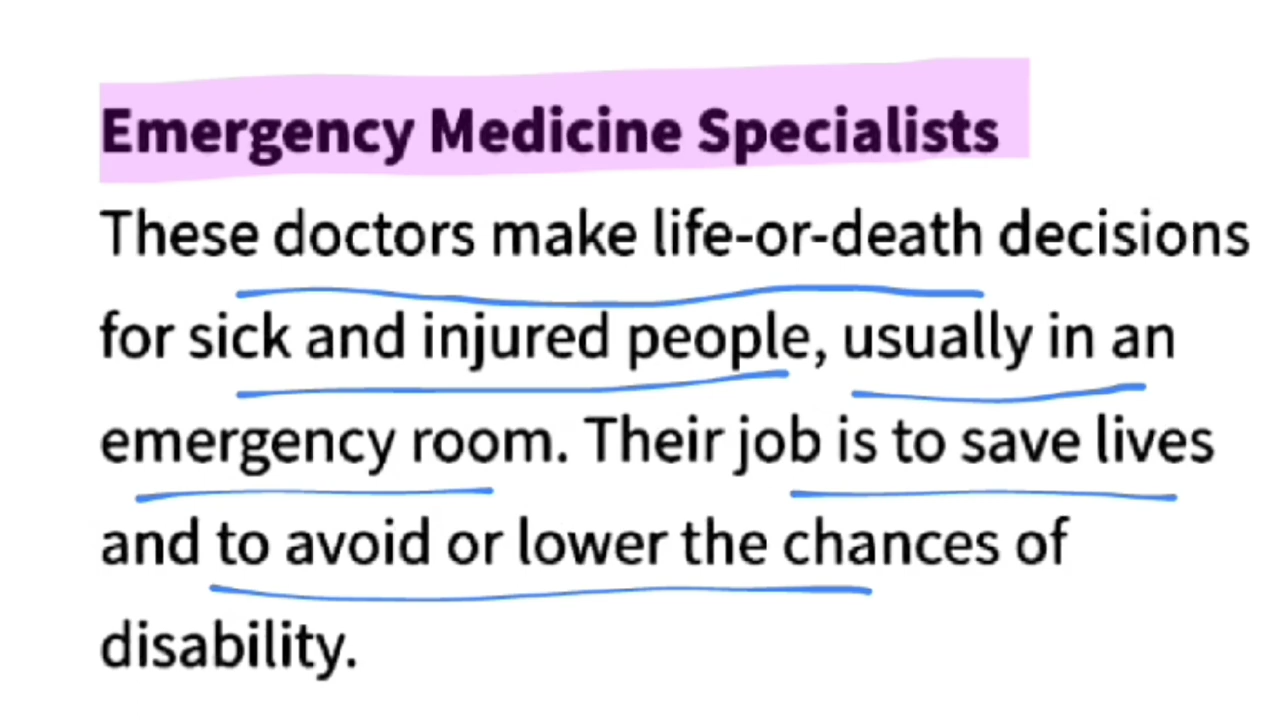 Emergency Medicine Specialists
These doctors make life-or-death decisions
for sick and injured people, usually in an
emergency room. Their job is to save lives
and to avoid or lower the chances of
disability.